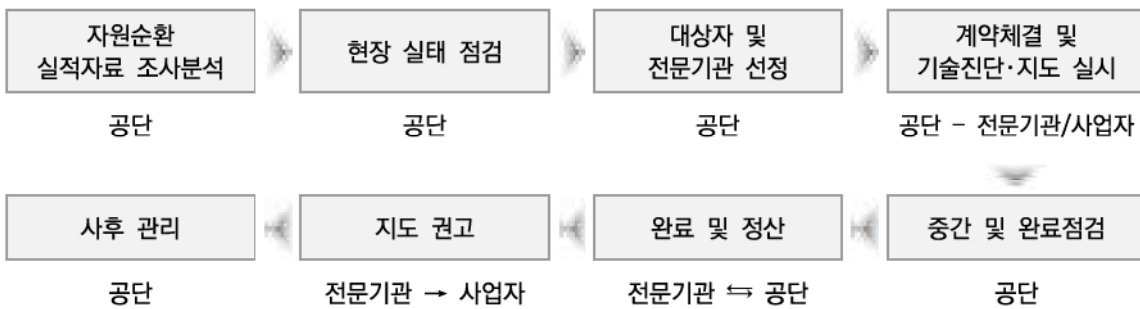 자원순환
실적자료 조사분석
현장 실태 점검
대상자 및
전문기관 선정
계약체결 및
기술진단·지도 실시
공단
공단
공단
공단 - 전문기관/사업자
사후 관리
지도 권고
완료 및 정산
중간 및 완료점검
공단
전문기관 → 사업자
전문기관 ⇆ 공단
공단